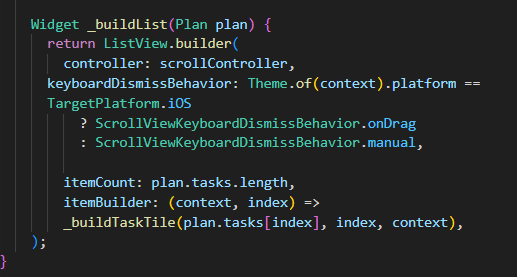 Widget _buildList(Plan plan) {
return ListView.builder(
controller: scrollController,
keyboardDismissBehavior: Theme.of(context).platform ==
TargetPlatform.iOS
? ScrollViewKeyboardDismissBehavior.onDrag
: ScrollViewKeyboardDismissBehavior.manual,
itemCount: plan.tasks.length,
itemBuilder: (context, index) =>
_buildTaskTile(plan.tasks[index], index, context),
);
}